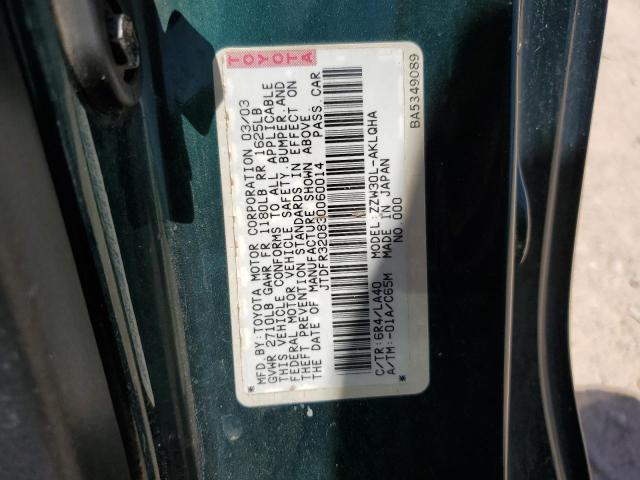 TOYOTA
MFD.BY:TOYOTA MOTOR CORPORATION 03/03
GVWR 2710LB GAWR FR 1180LB RR 1625LB
THIS VEHICLE CONFORMS TO ALL APPLICABLE
FEDERAL MOTOR VEHICLE SAFETY,BUMPER,AND
THEFT PREVENTION STANDARDS IN EFFECT ON
THE DATE OF MANUFACTURE SHOWN ABOVE.
JTDFR320830060014 PASS.CAR
C/TR:6R4/LA40 MODEL:ZZW30L-AKLQHA
A/TM:-01A/C65M MADE IN JAPAN
NO.000
BA5349089